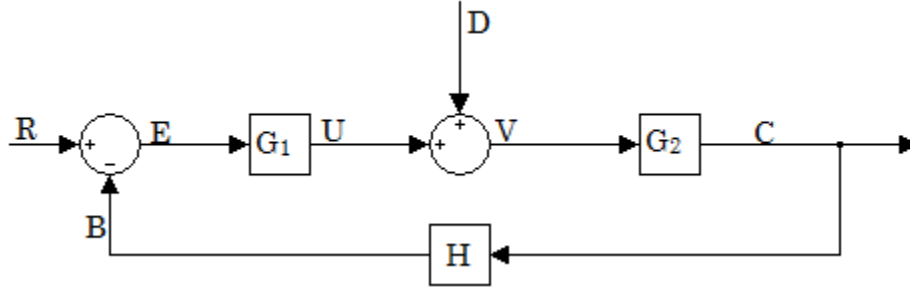 D
R
+
−
E
G₁
U
+
+
V
G₂
C
B
H